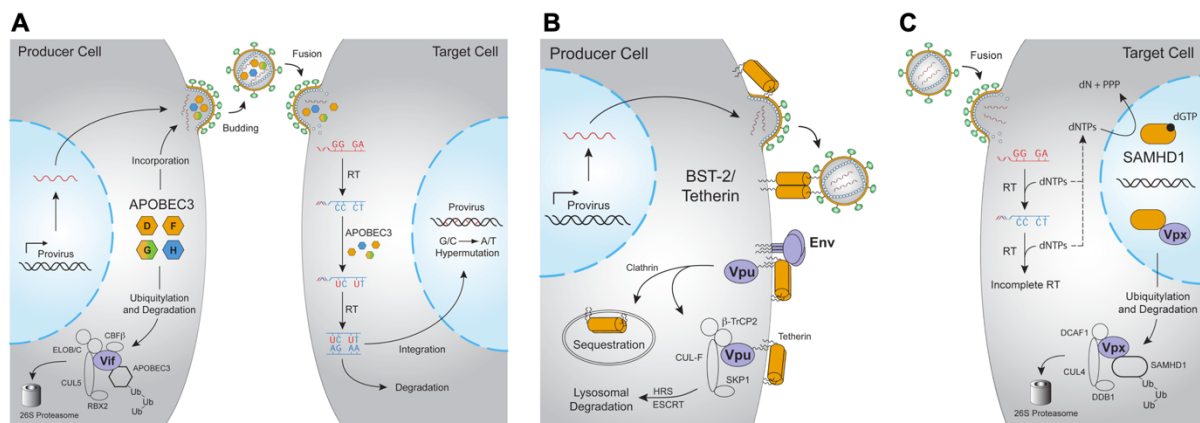 A
Producer Cell
Fusion
Target Cell
Budding
Incorporation
APOBEC3
D
F
G
H
Provirus
Ubiquitylation
and Degradation
ELOB/C
CBFβ
Vif
APOBEC3
CUL5
RBX2
Ub
Ub
Ub
26S Proteasome
GG GA
RT
CC CT
APOBEC3
UC UT
RT
UC UT
AG AA
Integration
Degradation
Provirus
G/C → A/T
Hypermutation
B
Producer Cell
Provirus
BST-2/
Tetherin
Env
Vpu
Clathrin
Sequestration
β-TrCP2
Tetherin
CUL-F
Vpu
SKP1
Lysosomal
Degradation
HRS
ESCRT
C
Fusion
Target Cell
dN + PPP
dGTP
dNTPs
SAMHD1
GG GA
RT
dNTPs
CC CT
RT
dNTPs
Incomplete RT
Vpx
Ubiquitylation
and Degradation
DCAF1
Vpx
SAMHD1
CUL4
DDB1
Ub
Ub
Ub
26S Proteasome